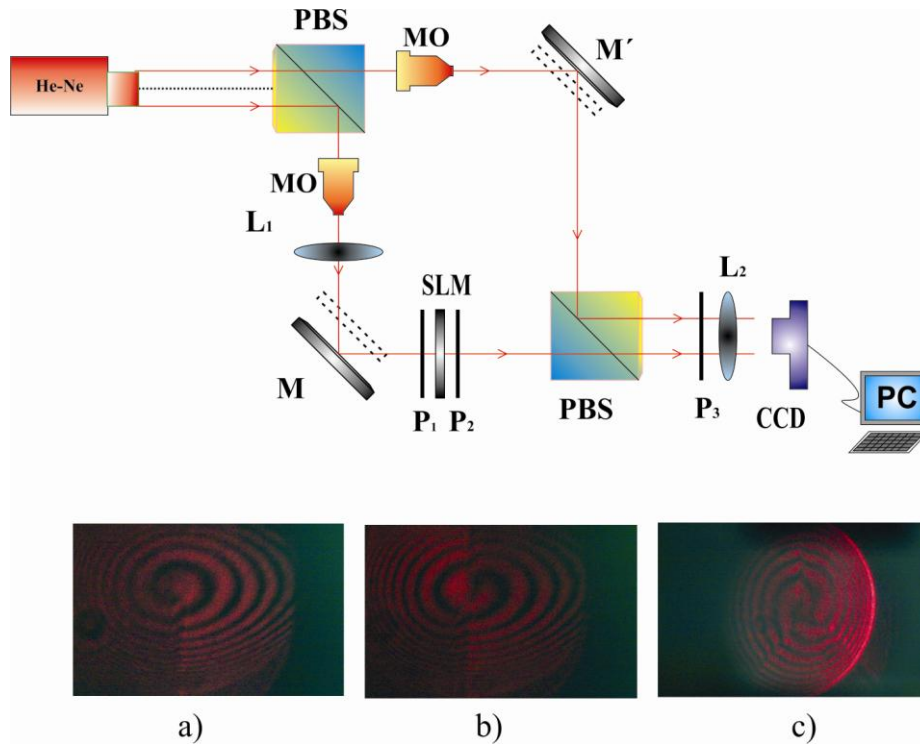 PBS
MO
M´
He-Ne
MO
L₁
L₂
SLM
M
P₁
P₂
PBS
P₃
CCD
PC
a)
b)
c)